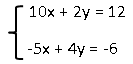 10x + 2y = 12
-5x + 4y = -6